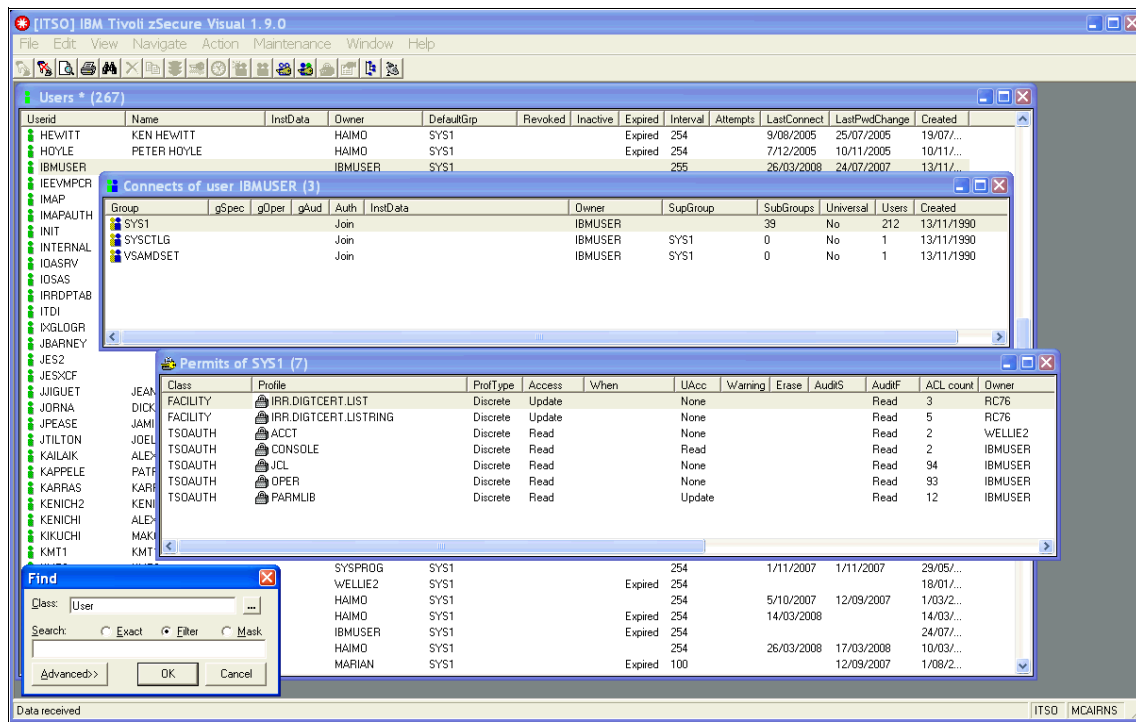 [ITSO] IBM Tivoli zSecure Visual 1.9.0
File Edit View Navigate Action Maintenance Window Help
Users * (267)
Userid Name InstData Owner DefaultGrp Revoked Inactive Expired Interval Attempts LastConnect LastPwdChange Created
HEWITT KEN HEWITT HAIMO SYS1 Expired 254 9/08/2005 25/07/2005 19/07/...
HOYLE PETER HOYLE HAIMO SYS1 Expired 254 7/12/2005 10/11/2005 10/11/...
IBMUSER IBMUSER SYS1 255 26/03/2008 24/07/2007 13/11/...
IEEVMPCR
IMAP
IMAPAUTH
INIT
INTERNAL
IOASRV
IOSAS
IRRDPTAB
ITDI
IXGLOGR
JBARNEY
JES2
JESXCF
JJIGUET JEAN
JORNA DICK
JPEASE JAMI
JTILTON JOEL
KAILAIK ALEX
KAPPELE PATR
KARRAS KARR
KENICH2 KENI
KENICHI ALEX
KIKUCHI MAK
KMT1 KMT
Connects of user IBMUSER (3)
Group gSpec gOper gAud Auth InstData Owner SupGroup SubGroups Universal Users Created
SYS1 Join IBMUSER 39 No 212 13/11/1990
SYSCTLG Join IBMUSER SYS1 0 No 1 13/11/1990
VSAMDSET Join IBMUSER SYS1 0 No 1 13/11/1990
Permits of SYS1 (7)
Class Profile ProfType Access When UAcc Warning Erase AuditS AuditF ACL count Owner
FACILITY IRR.DIGTCERT.LIST Discrete Update None Read 3 RC76
FACILITY IRR.DIGTCERT.LISTRING Discrete Update None Read 5 RC76
TSOAUTH ACCT Discrete Read None Read 2 WELLIE2
TSOAUTH CONSOLE Discrete Read Read Read 2 IBMUSER
TSOAUTH JCL Discrete Read None Read 94 IBMUSER
TSOAUTH OPER Discrete Read None Read 93 IBMUSER
TSOAUTH PARMLIB Discrete Read Update Read 12 IBMUSER
SYSPROG SYS1 254 1/11/2007 1/11/2007 29/05/...
WELLIE2 SYS1 Expired 254 18/01/...
HAIMO SYS1 254 5/10/2007 12/09/2007 1/03/2...
HAIMO SYS1 Expired 254 14/03/2008 14/03/...
IBMUSER SYS1 Expired 254 24/07/...
HAIMO SYS1 254 26/03/2008 17/03/2008 10/03/...
MARIAN SYS1 Expired 100 12/09/2007 1/08/2...
Find
Class: User ...
Search: Exact Filter Mask
Advanced>> OK Cancel
Data received ITSO MCAIRNS